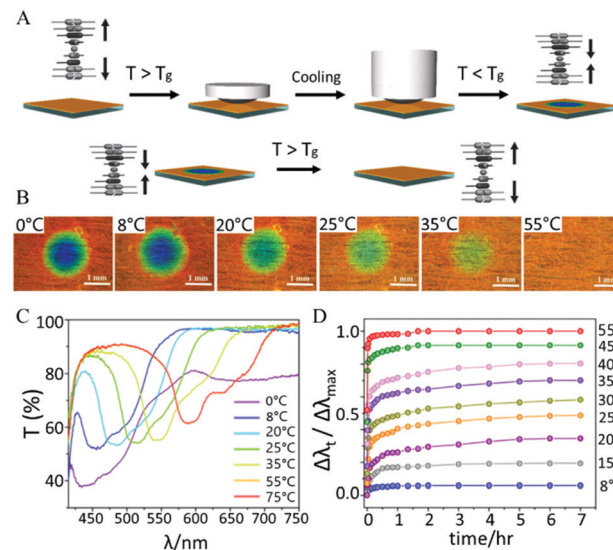 A
T > Tg
Cooling
T < Tg
T > Tg
B
0°C
8°C
20°C
25°C
35°C
55°C
1 mm
1 mm
1 mm
1 mm
1 mm
1 mm
C
100
80
60
40
T (%)
0°C
8°C
20°C
25°C
35°C
55°C
75°C
450 500 550 600 650 700 750
λ/nm
D
1.0
0.5
0.0
Δλt / Δλmax
55
45
40
35
30
25
20
15
8°
0 1 2 3 4 5 6 7
time/hr